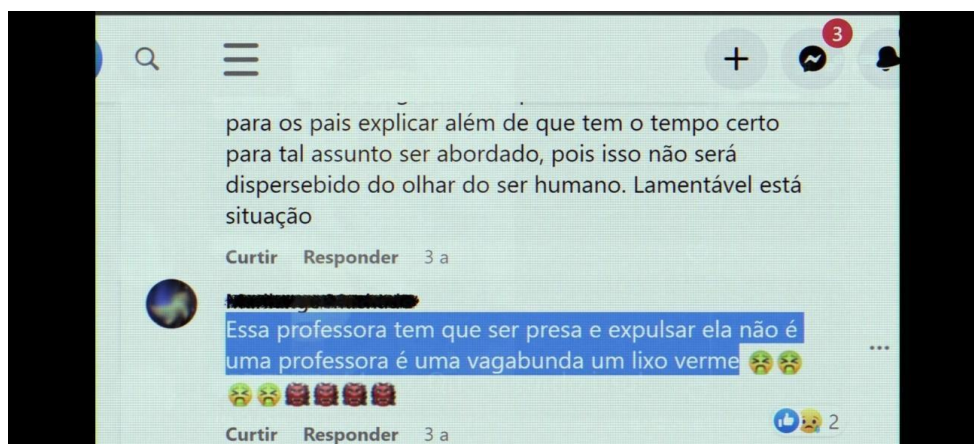 3
para os pais explicar além de que tem o tempo certo
para tal assunto ser abordado, pois isso não será
dispersebido do olhar do ser humano. Lamentável está
situação
Curtir Responder 3 a
Essa professora tem que ser presa e expulsar ela não é
uma professora é uma vagabunda um lixo verme 🤮🤮
🤮🤮👹👹👹👹
2
Curtir Responder 3 a